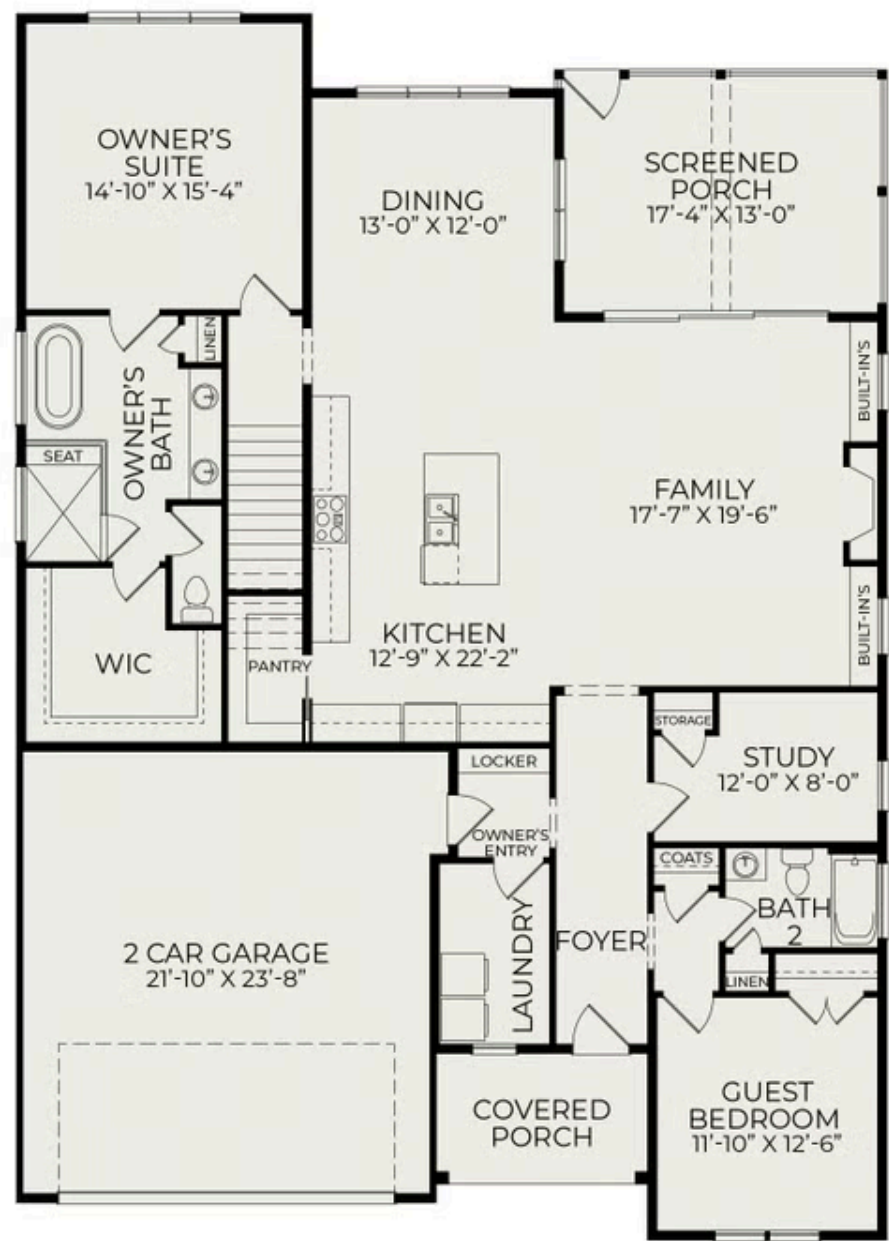 OWNER'S
SUITE
14'-10" X 15'-4"
DINING
13'-0" X 12'-0"
SCREENED
PORCH
17'-4" X 13'-0"
LINEN
OWNER'S
BATH
SEAT
BUILT-IN'S
FAMILY
17'-7" X 19'-6"
BUILT-IN'S
KITCHEN
12'-9" X 22'-2"
WIC
PANTRY
STORAGE
STUDY
12'-0" X 8'-0"
LOCKER
OWNER'S
ENTRY
COATS
BATH
2
LINEN
2 CAR GARAGE
21'-10" X 23'-8"
LAUNDRY
FOYER
COVERED
PORCH
GUEST
BEDROOM
11'-10" X 12'-6"